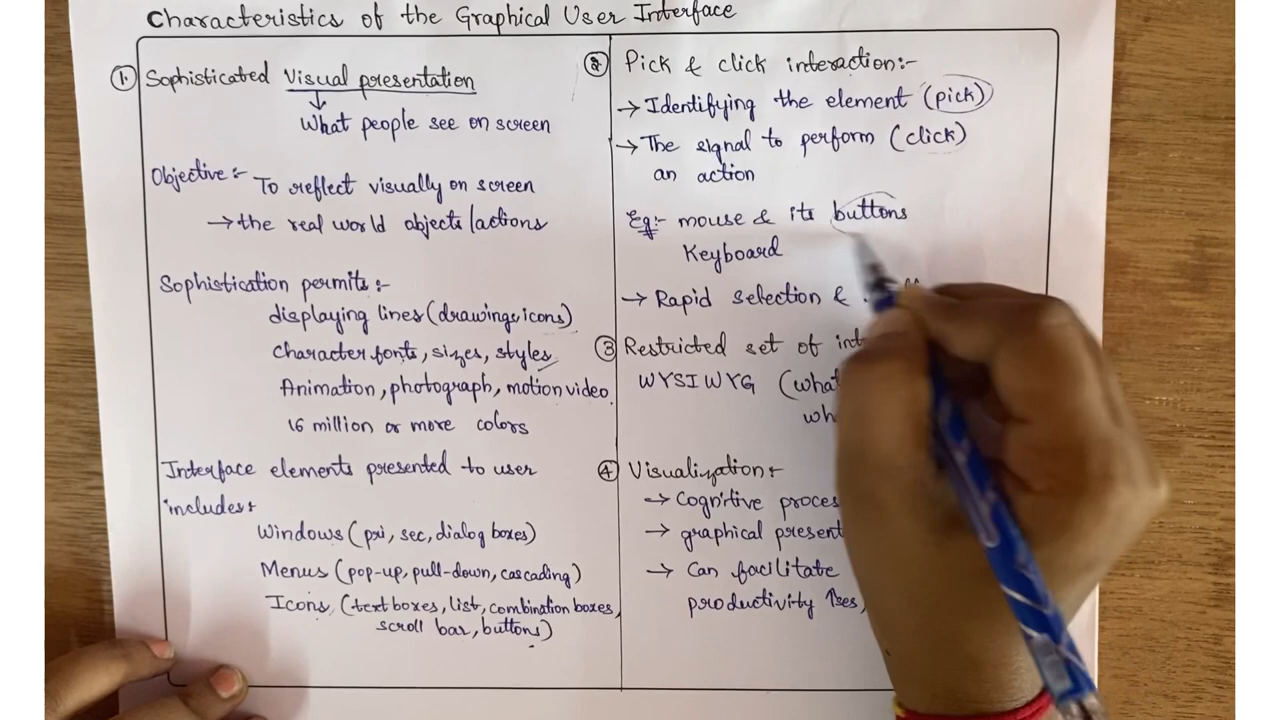 Characteristics of the Graphical User Interface
① Sophisticated Visual presentation
↓
What people see on screen
Objective:- To reflect visually on screen
→ the real world objects/actions
Sophistication permits:-
displaying lines (drawings, icons)
Character fonts, sizes, styles,
Animation, photograph, motion video.
16 million or more colors
Interface elements presented to user
includes:
Windows (pri, sec, dialog boxes)
Menus (pop-up, pull-down, cascading)
Icons, (text boxes, list, combination boxes,
scroll bar, buttons)
② Pick & click interaction:-
→ Identifying the element (pick)
→ The signal to perform (click)
an action
Eg:- mouse & its buttons
Keyboard
→ Rapid selection &
③ Restricted set of
WYSIWYG (what
④ Visualization:-
→ Cognitive
→ graphical
→ Can facilitate
productivity ↑ses,